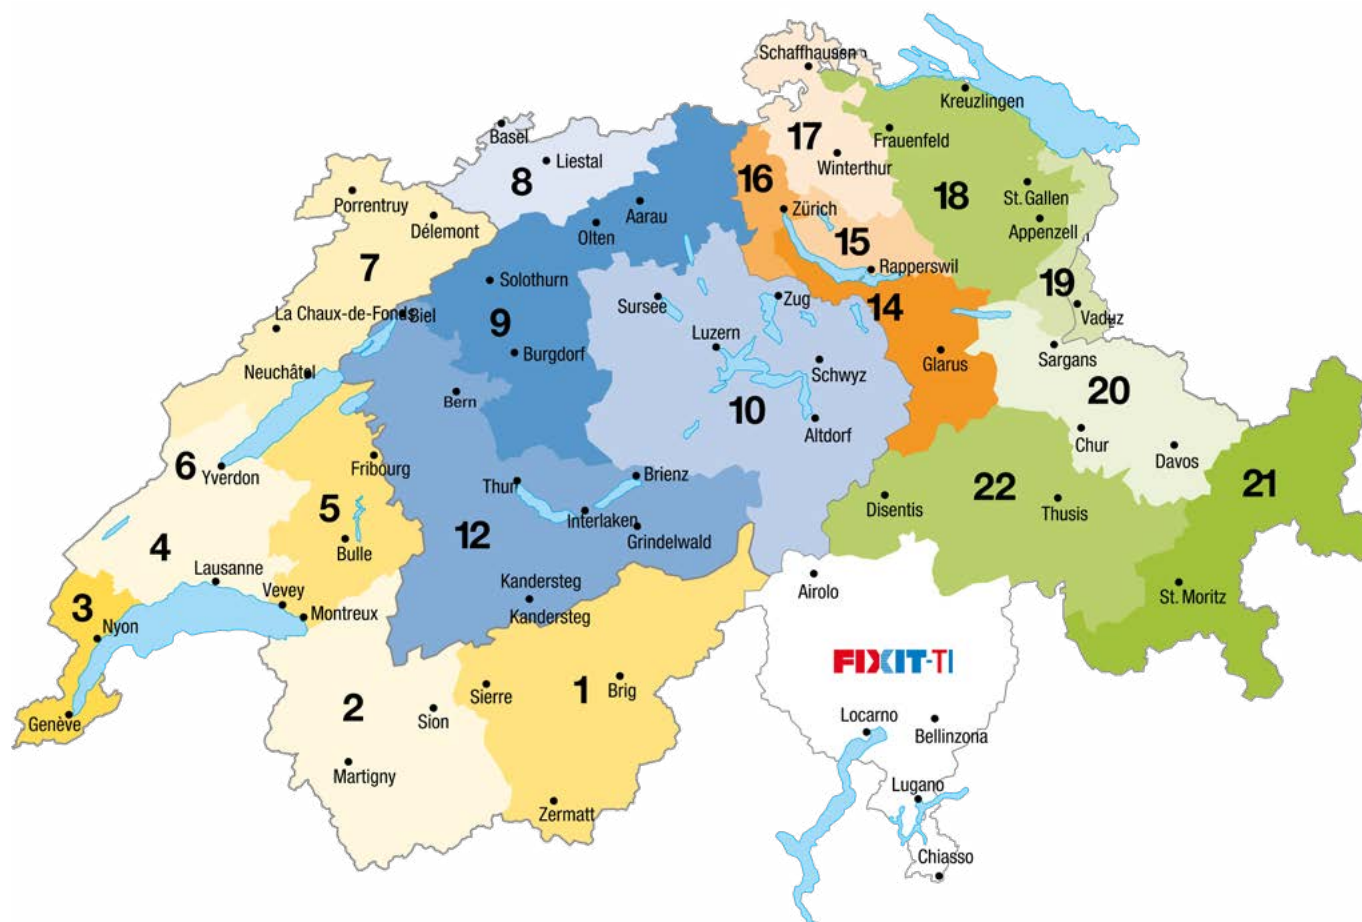 Schaffhausen
Kreuzlingen
Basel
17
Frauenfeld
Liestal
Winterthur
8
16
18
St. Gallen
Porrentruy
Aarau
Zürich
Délemont
Olten
Appenzell
15
7
Rapperswil
Solothurn
19
Sursee
Zug
14
La Chaux-de-Fonds
Biel
9
Vaduz
Luzern
Burgdorf
Sargans
Neuchâtel
Schwyz
Glarus
Bern
20
10
Altdorf
Chur
6
Yverdon
Fribourg
Davos
Brienz
Thun
22
21
5
Disentis
Thusis
Interlaken
12
Grindelwald
4
Bulle
Lausanne
Kandersteg
Airolo
Vevey
St. Moritz
3
Montreux
Kandersteg
Nyon
FIXIT-TI
1
Brig
Sierre
2
Sion
Locarno
Genève
Bellinzona
Martigny
Lugano
Zermatt
Chiasso